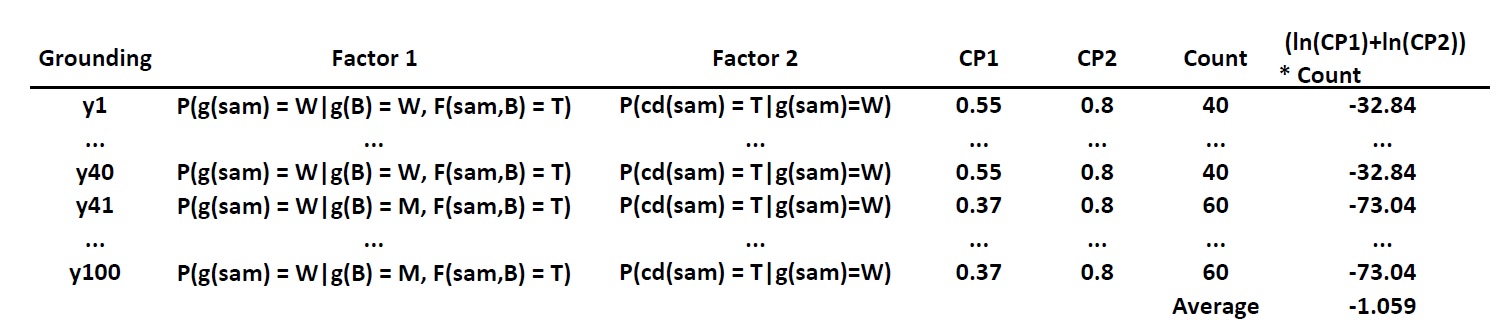 Grounding Factor 1 Factor 2 CP1 CP2 Count (ln(CP1)+ln(CP2)) * Count
y1 P(g(sam) = W|g(B) = W, F(sam,B) = T) P(cd(sam) = T|g(sam)=W) 0.55 0.8 40 -32.84
... ... ... ... ... ... ...
y40 P(g(sam) = W|g(B) = W, F(sam,B) = T) P(cd(sam) = T|g(sam)=W) 0.55 0.8 40 -32.84
y41 P(g(sam) = W|g(B) = M, F(sam,B) = T) P(cd(sam) = T|g(sam)=W) 0.37 0.8 60 -73.04
... ... ... ... ... ... ...
y100 P(g(sam) = W|g(B) = M, F(sam,B) = T) P(cd(sam) = T|g(sam)=W) 0.37 0.8 60 -73.04
Average -1.059